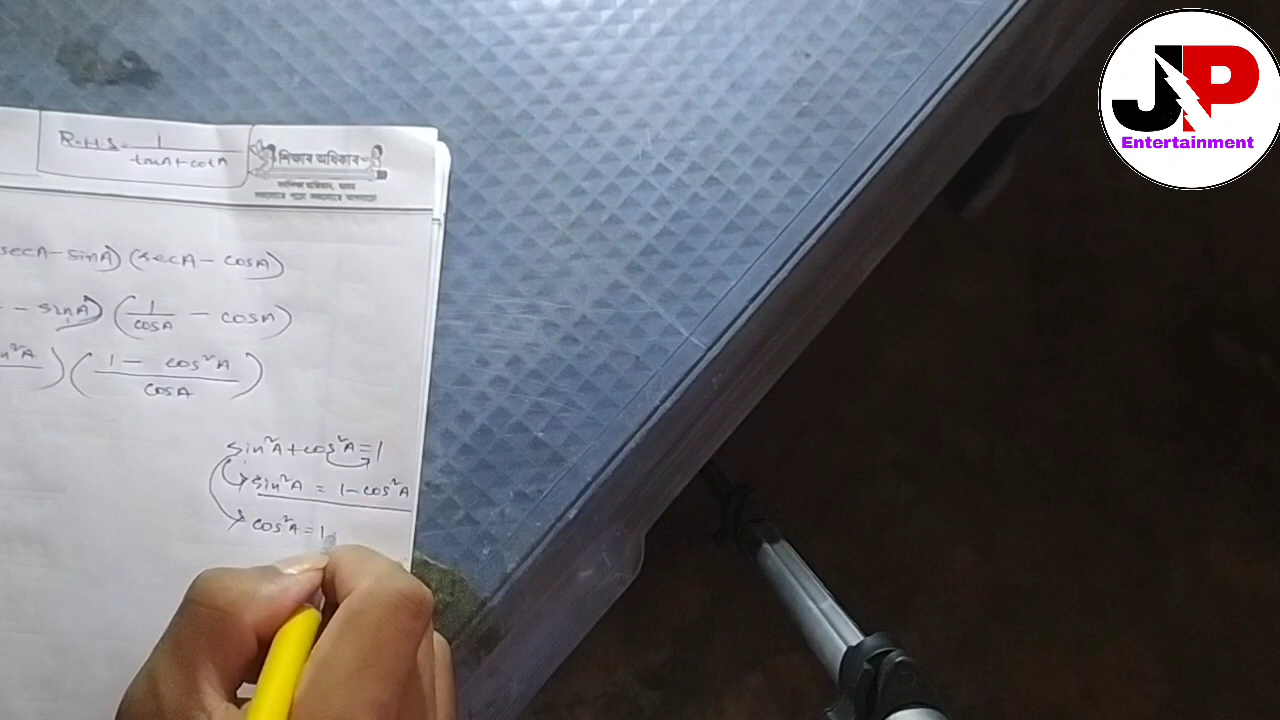 R.H.S = 1 / tanA + cotA
শিক্ষাৰ অধিকাৰ
secA - sinA) (secA - cosA)
- sinA) (1/cosA - cosA)
in²A) (1 - cos²A / cosA)
sin²A + cos²A = 1
sin²A = 1 - cos²A
cos²A = 1
JP
Entertainment